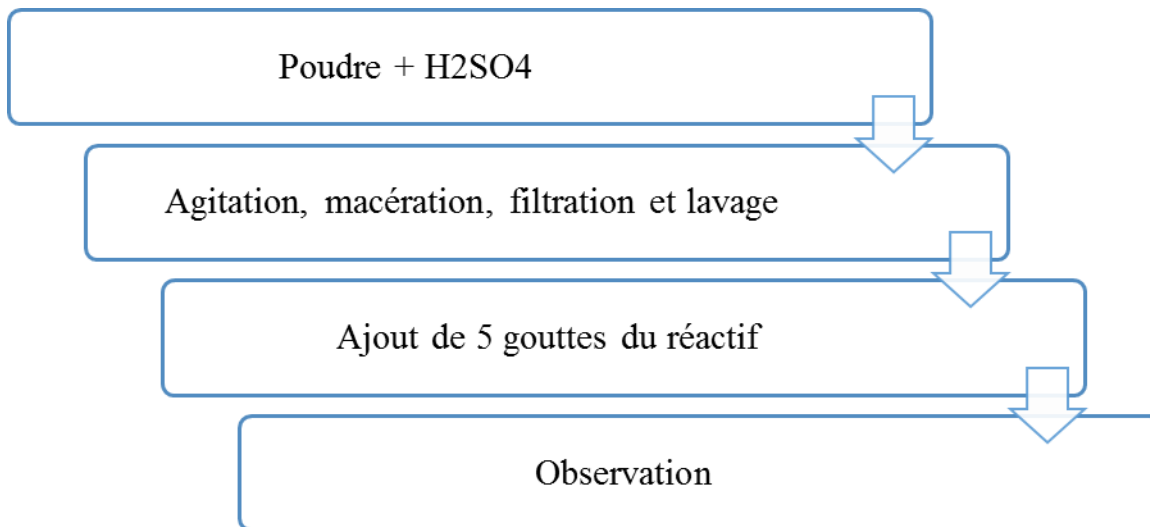 Poudre + H2SO4
Agitation, macération, filtration et lavage
Ajout de 5 gouttes du réactif
Observation